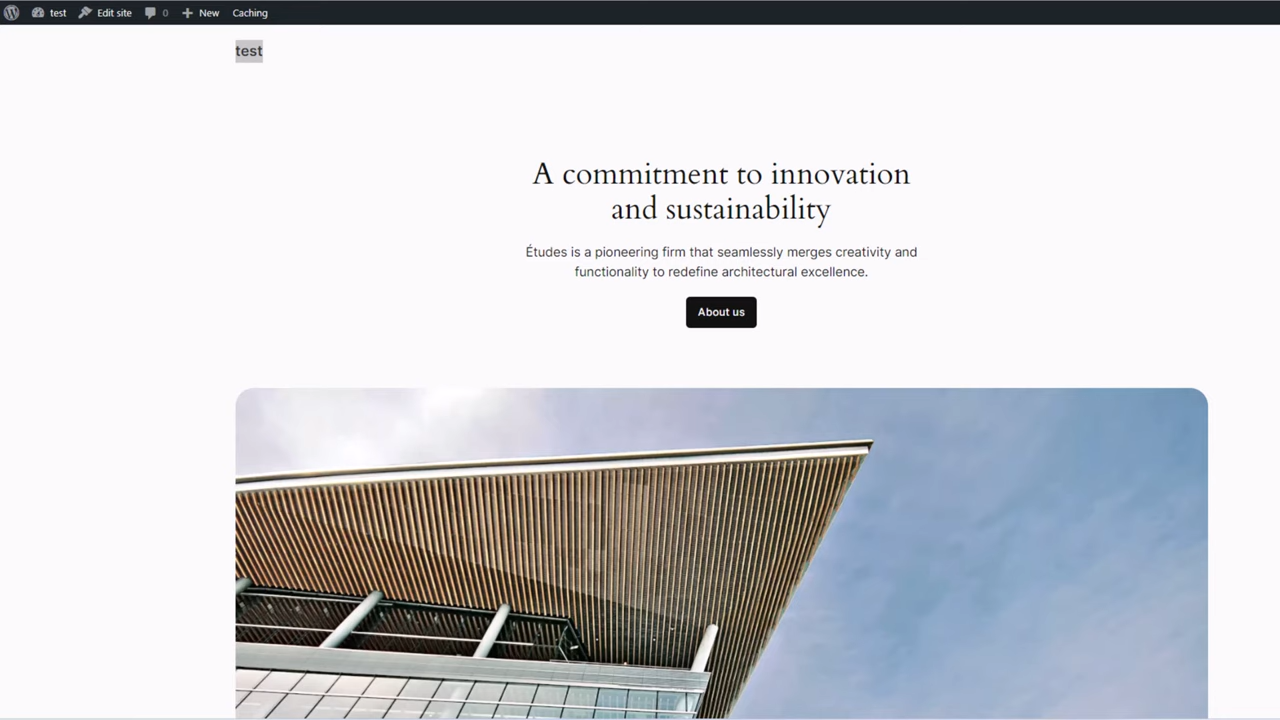 test Edit site 0 New Caching
test
A commitment to innovation
and sustainability
Études is a pioneering firm that seamlessly merges creativity and
functionality to redefine architectural excellence.
About us